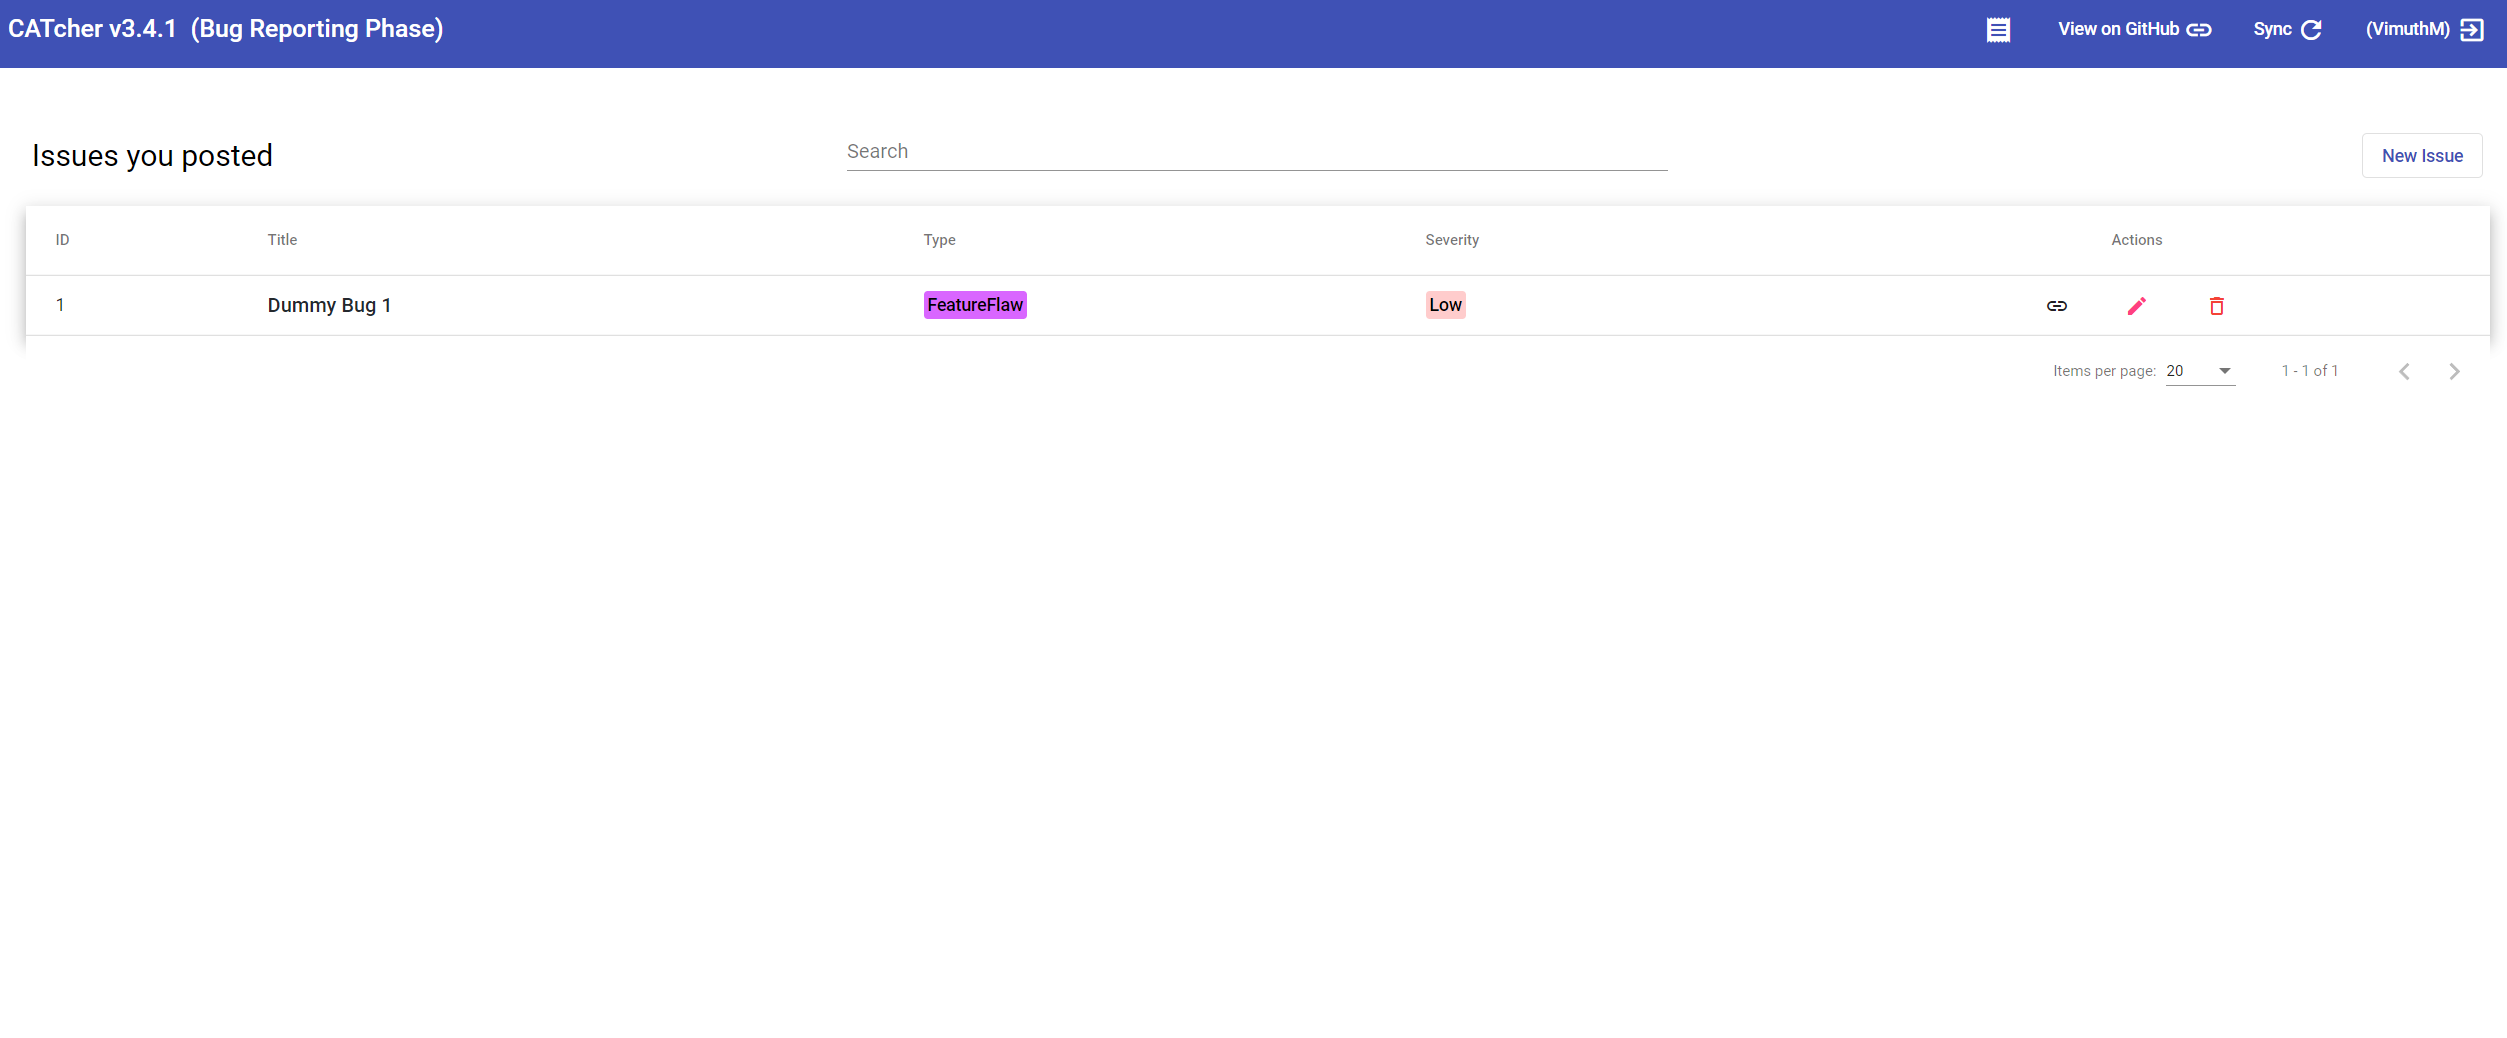 CATcher v3.4.1 (Bug Reporting Phase)
View on GitHub
Sync
(VimuthM)
Issues you posted
Search
New Issue
ID Title Type Severity Actions
1 Dummy Bug 1 FeatureFlaw Low
Items per page: 20 1 - 1 of 1